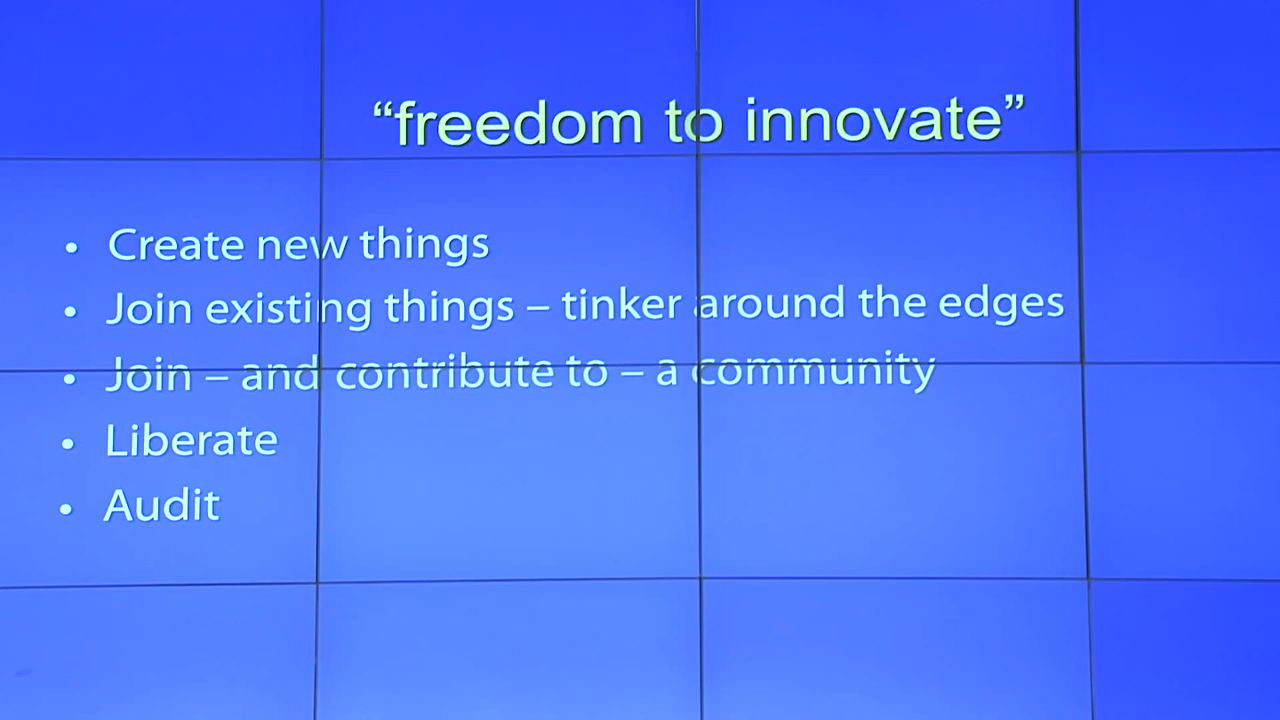 “freedom to innovate”
• Create new things
• Join existing things – tinker around the edges
• Join – and contribute to – a community
• Liberate
• Audit